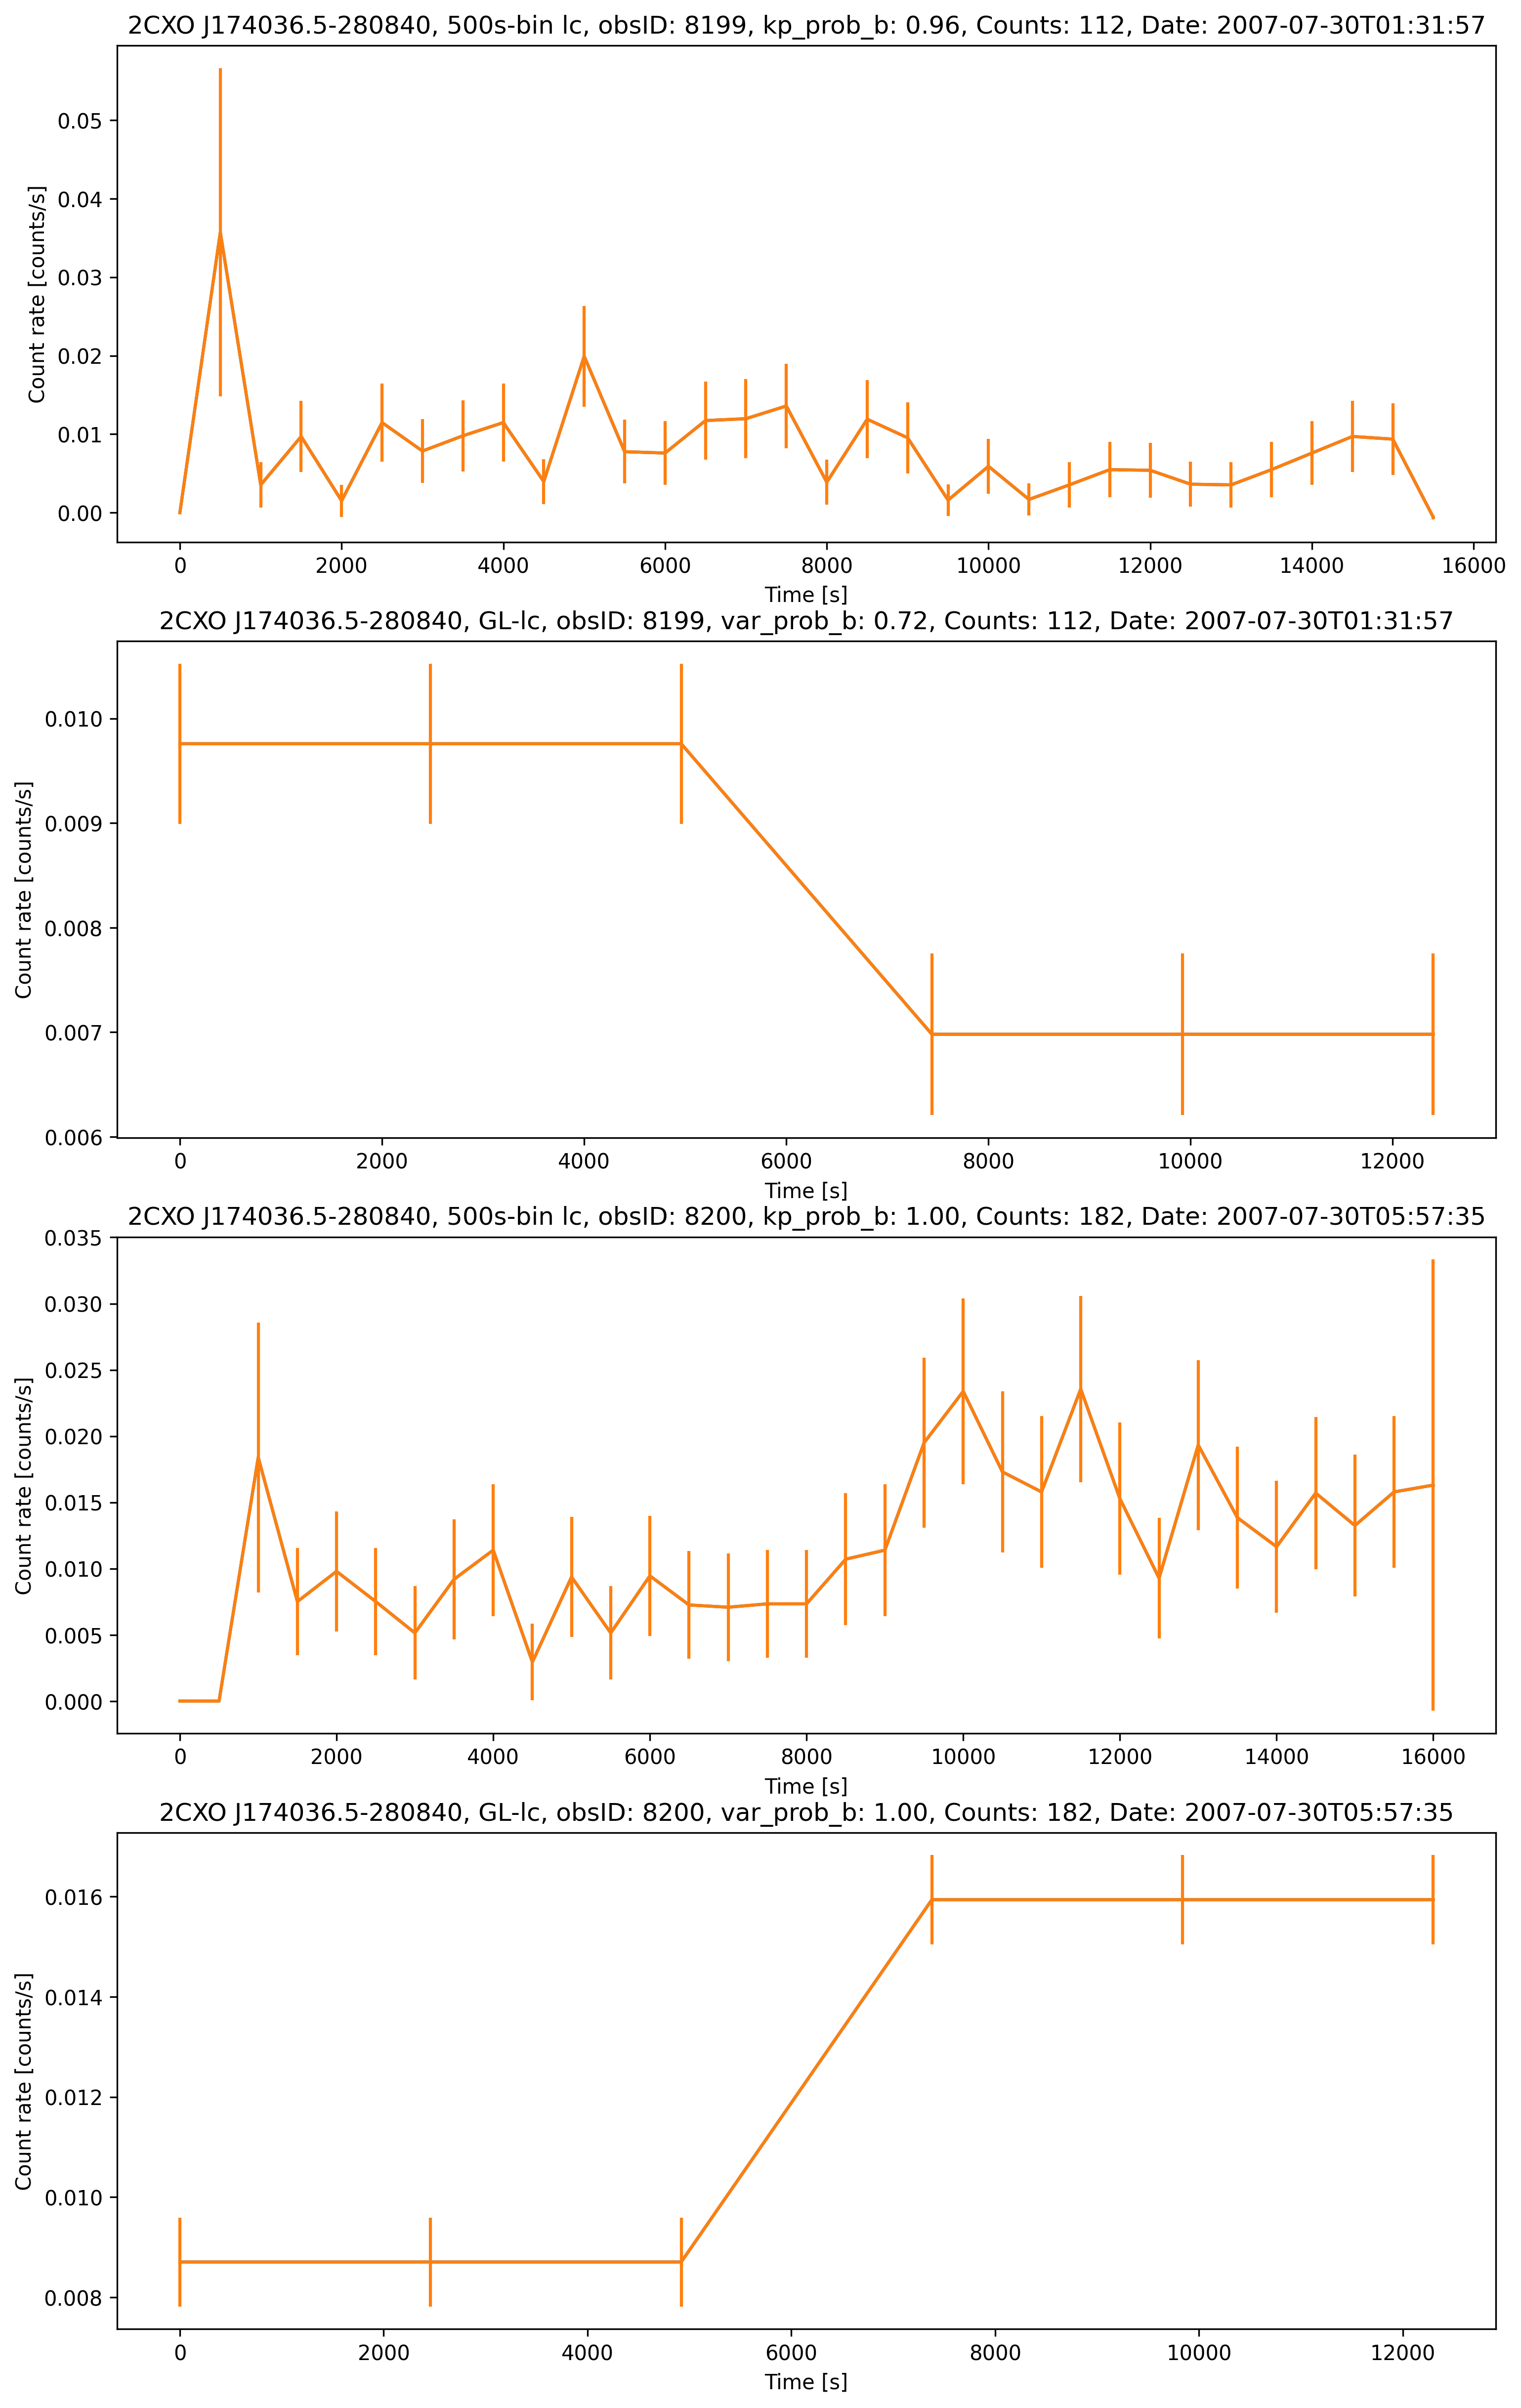 2CXO J174036.5-280840, 500s-bin lc, obsID: 8199, kp_prob_b: 0.96, Counts: 112, Date: 2007-07-30T01:31:57
Count rate [counts/s]
0.05
0.04
0.03
0.02
0.01
0.00
0 2000 4000 6000 8000 10000 12000 14000 16000
Time [s]
2CXO J174036.5-280840, GL-lc, obsID: 8199, var_prob_b: 0.72, Counts: 112, Date: 2007-07-30T01:31:57
Count rate [counts/s]
0.010
0.009
0.008
0.007
0.006
0 2000 4000 6000 8000 10000 12000
Time [s]
2CXO J174036.5-280840, 500s-bin lc, obsID: 8200, kp_prob_b: 1.00, Counts: 182, Date: 2007-07-30T05:57:35
Count rate [counts/s]
0.035
0.030
0.025
0.020
0.015
0.010
0.005
0.000
0 2000 4000 6000 8000 10000 12000 14000 16000
Time [s]
2CXO J174036.5-280840, GL-lc, obsID: 8200, var_prob_b: 1.00, Counts: 182, Date: 2007-07-30T05:57:35
Count rate [counts/s]
0.016
0.014
0.012
0.010
0.008
0 2000 4000 6000 8000 10000 12000
Time [s]